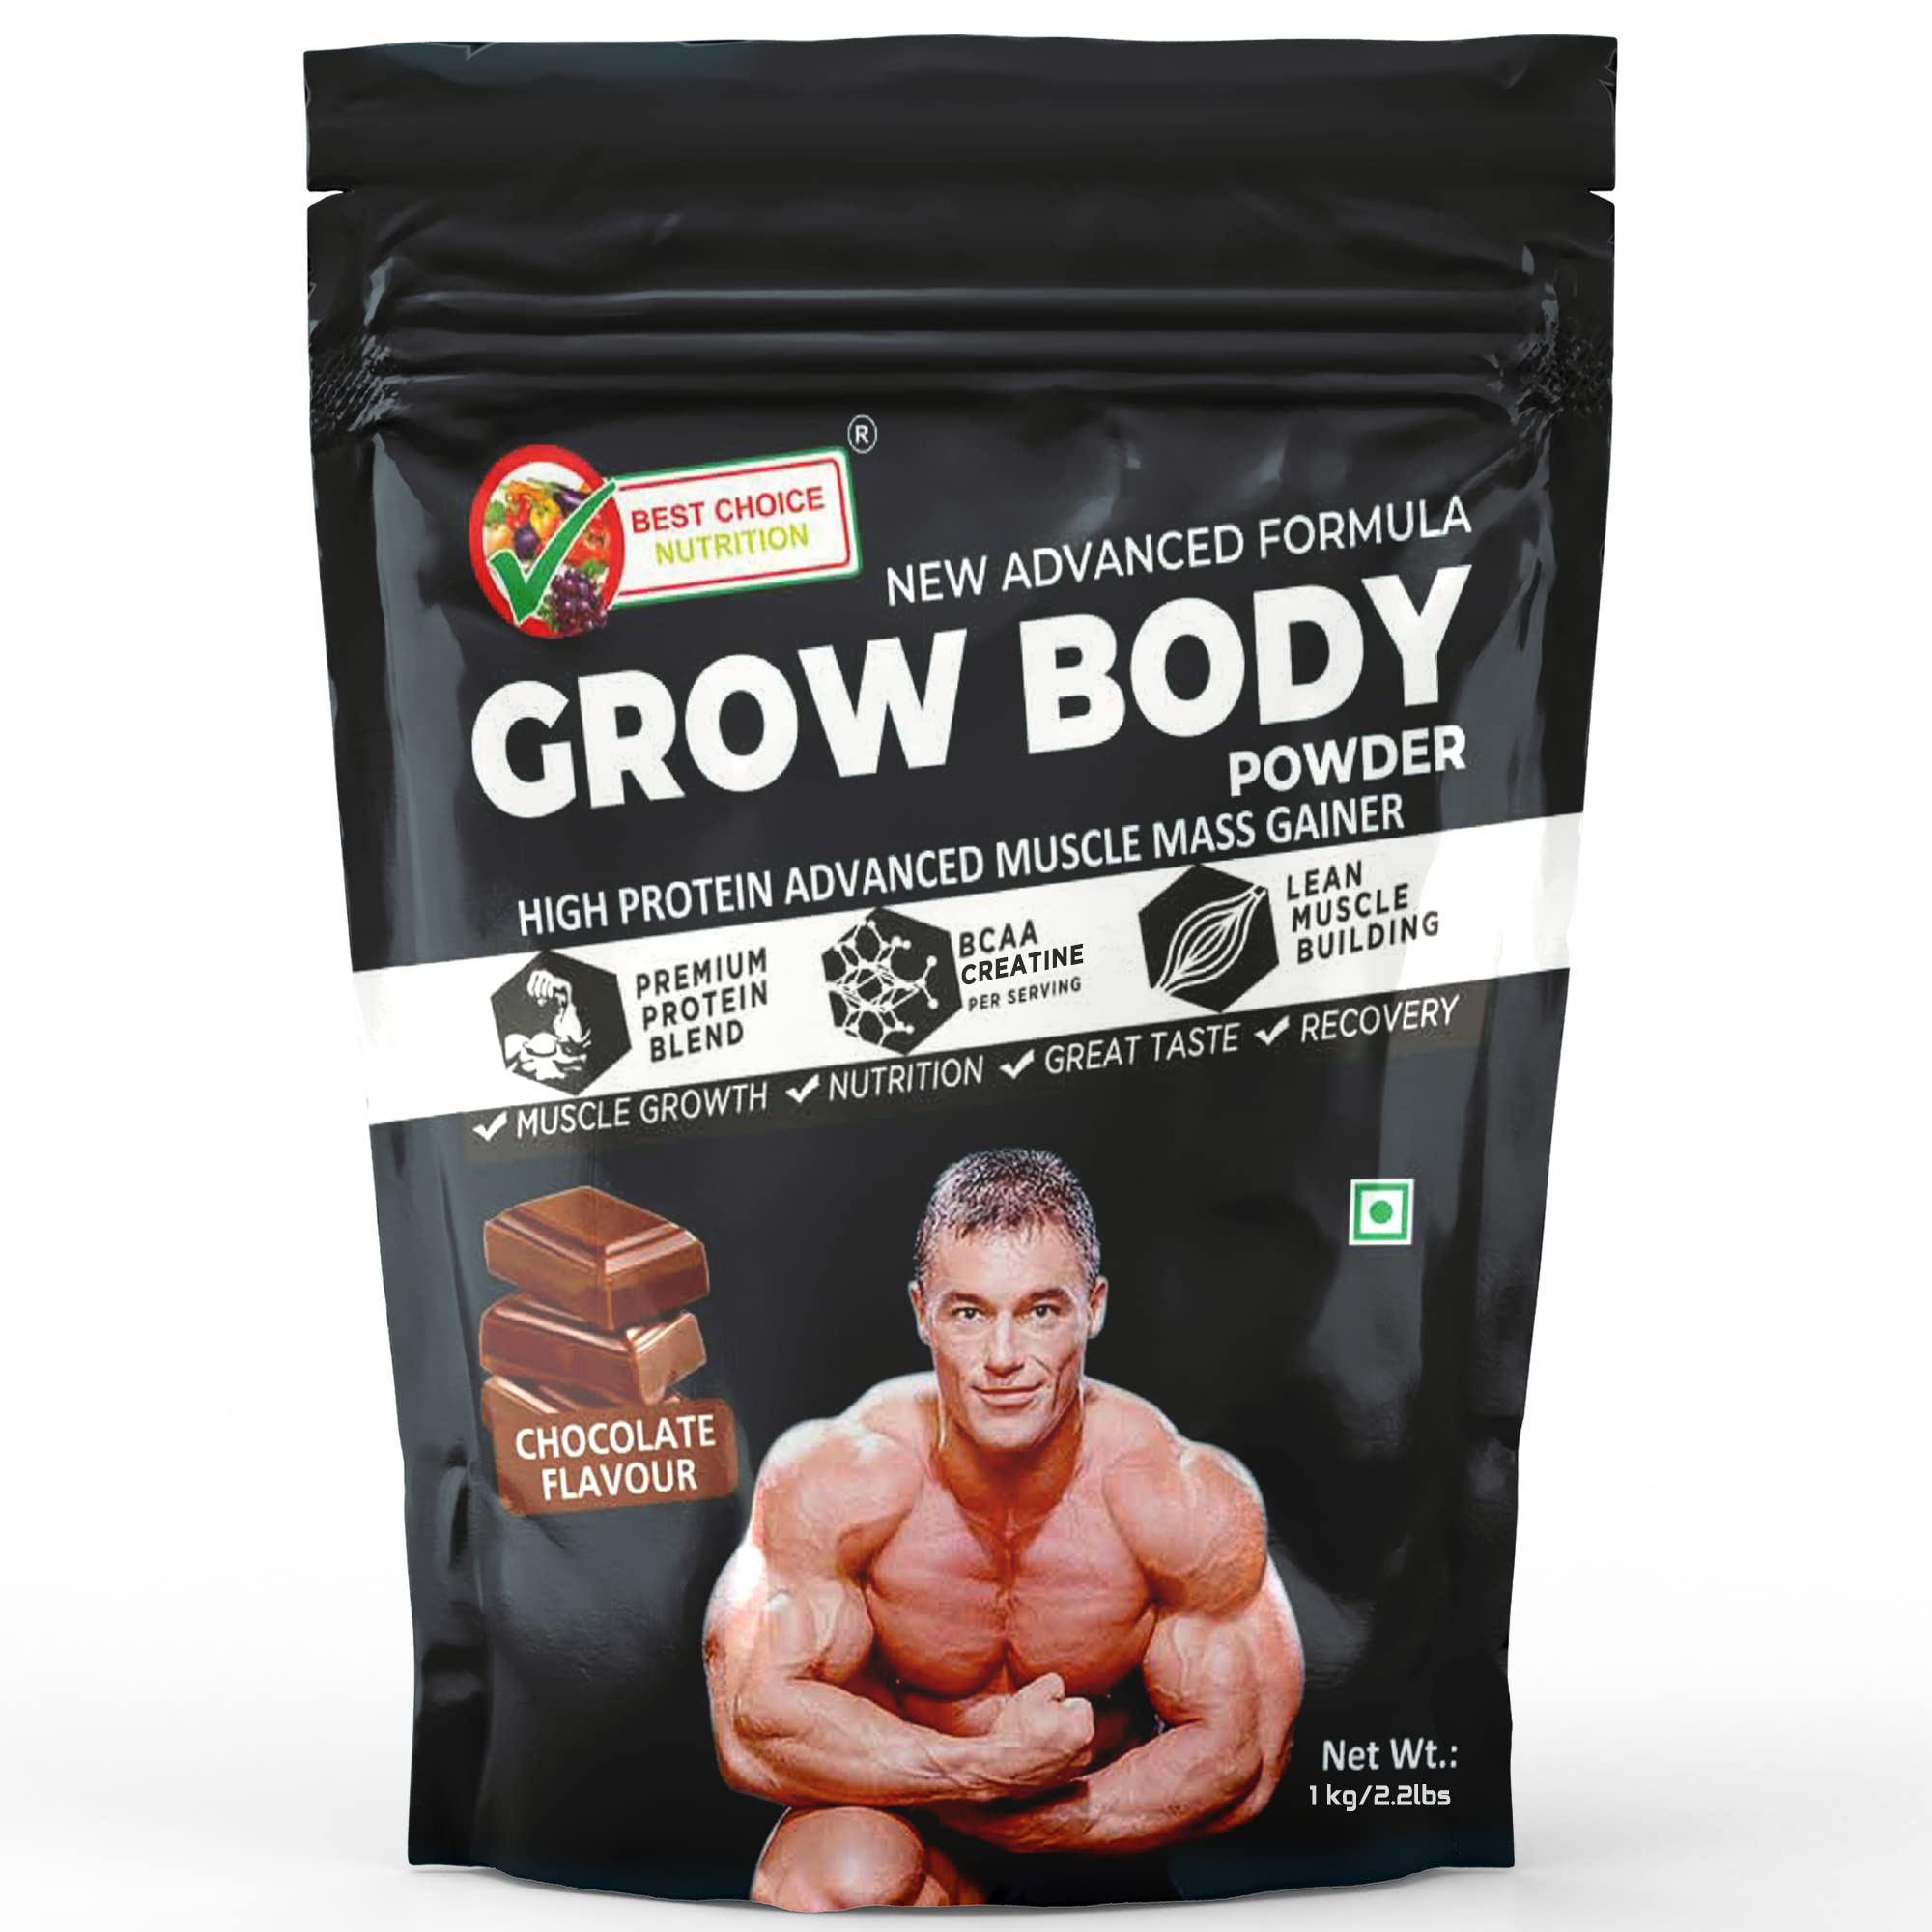 BEST CHOICE
NUTRITION
®
NEW ADVANCED FORMULA
GROW BODY
POWDER
HIGH PROTEIN ADVANCED MUSCLE MASS GAINER
PREMIUM
PROTEIN
BLEND
BCAA
CREATINE
PER SERVING
LEAN
MUSCLE
BUILDING
✓ MUSCLE GROWTH ✓ NUTRITION ✓ GREAT TASTE ✓ RECOVERY
CHOCOLATE
FLAVOUR
Net Wt.:
1 kg/2.2lbs